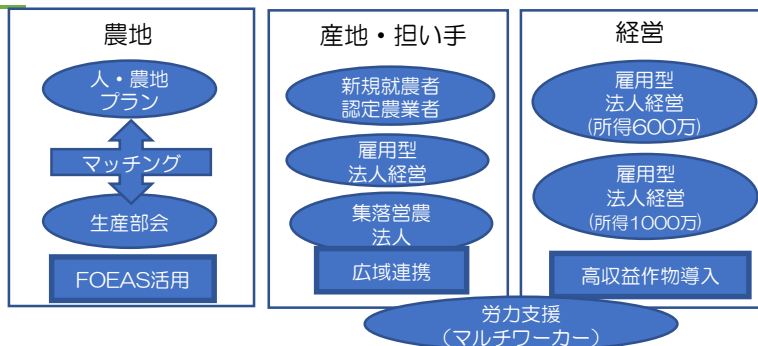 農地
人・農地
プラン
マッチング
生産部会
FOEAS活用
産地・担い手
新規就農者
認定農業者
雇用型
法人経営
集落営農
法人
広域連携
経営
雇用型
法人経営
(所得600万)
雇用型
法人経営
(所得1000万)
高収益作物導入
労力支援
（マルチワーカー）